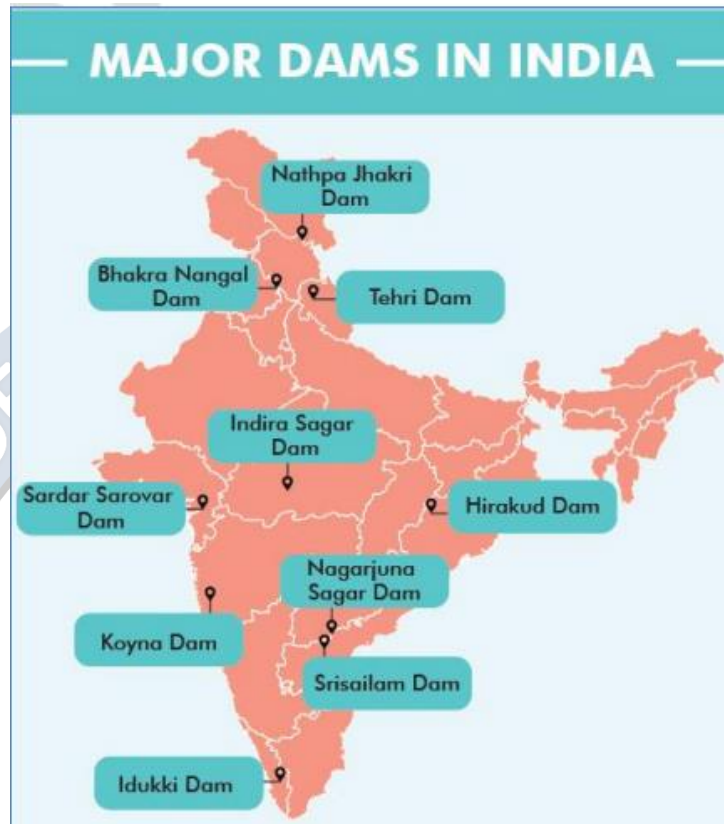 MAJOR DAMS IN INDIA
Nathpa Jhakri
Dam
Bhakra Nangal
Dam
Tehri Dam
Indira Sagar
Dam
Sardar Sarovar
Dam
Hirakud Dam
Nagarjuna
Sagar Dam
Koyna Dam
Srisailam Dam
Idukki Dam